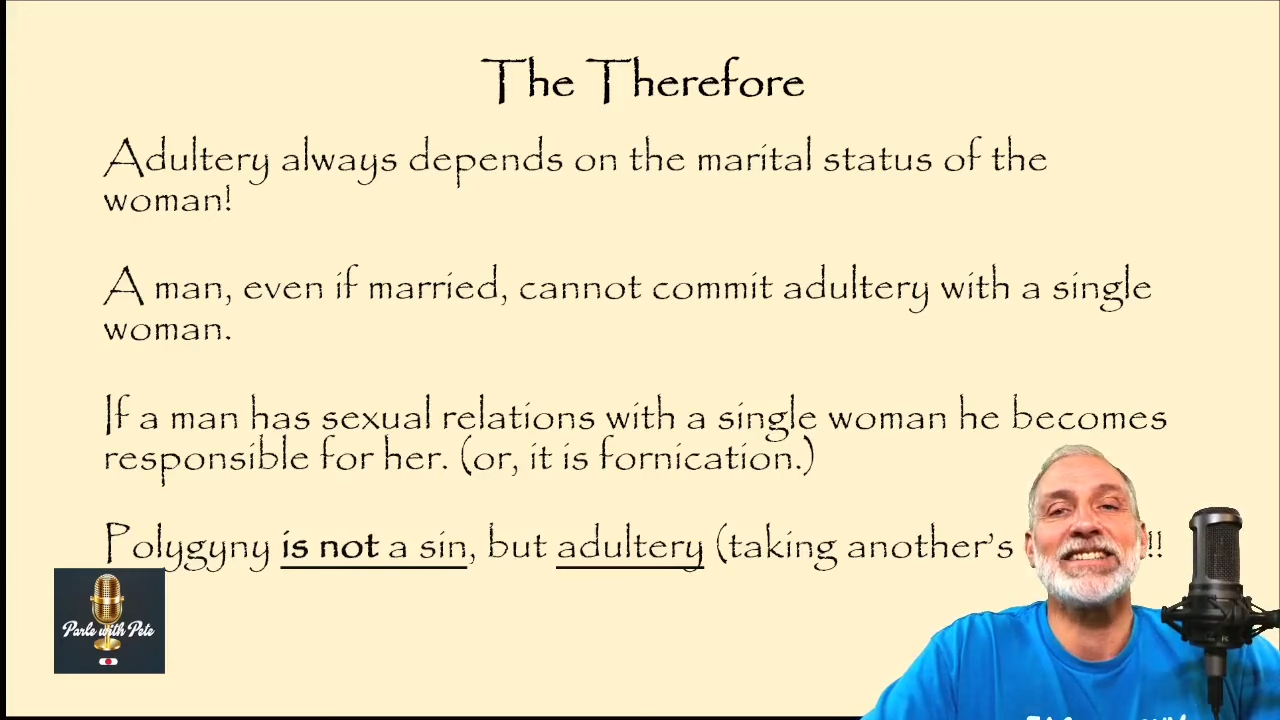 The Therefore
Adultery always depends on the marital status of the
woman!
A man, even if married, cannot commit adultery with a single
woman.
If a man has sexual relations with a single woman he becomes
responsible for her. (or, it is fornication.)
Polygyny is not a sin, but adultery (taking another's !!
Parle with Pete